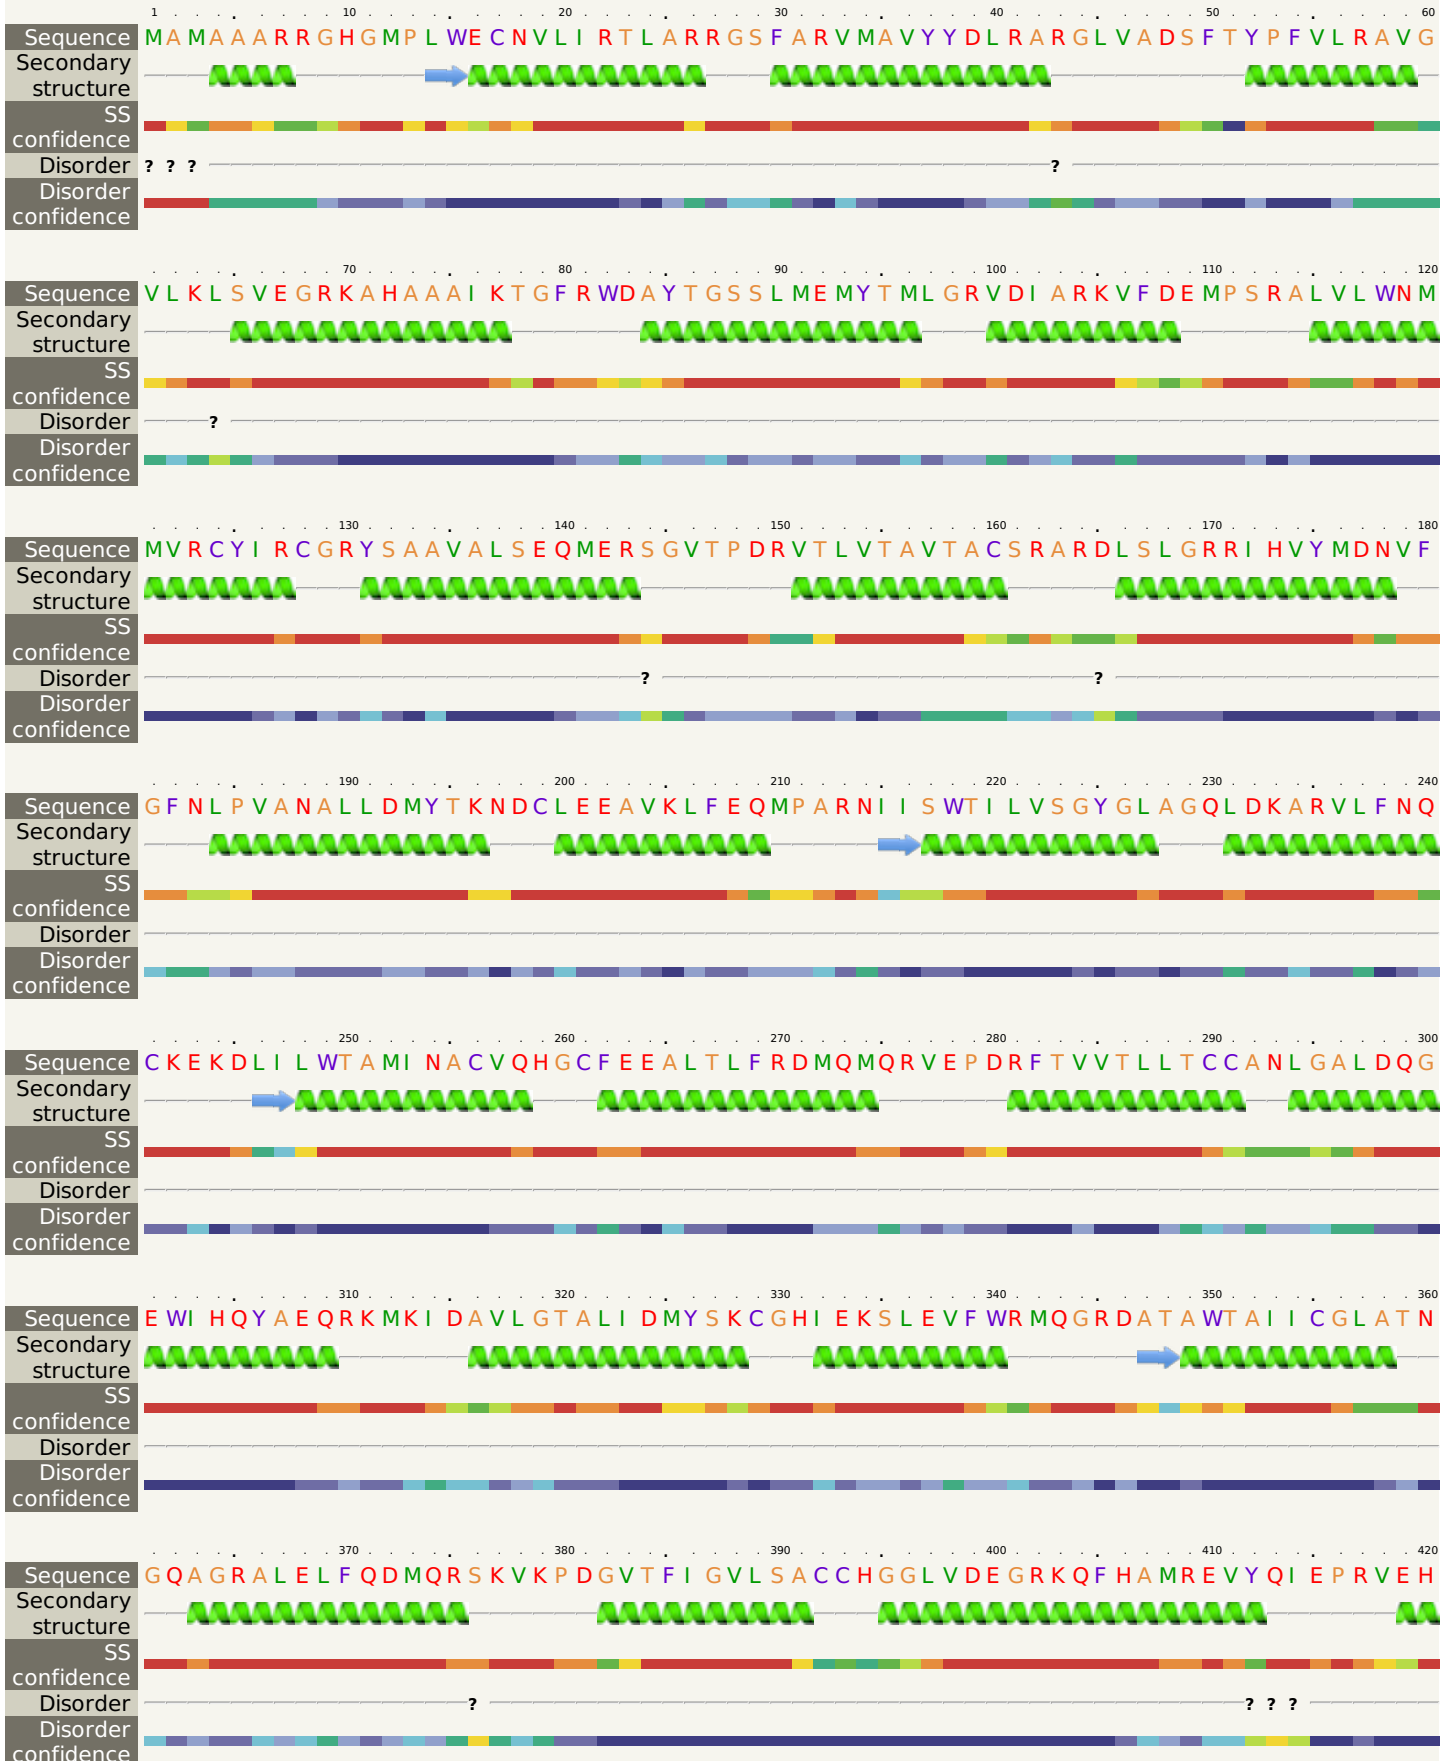 1 10 20 30 40 50 60
Sequence MAMAAARRGHGMPLWECNVLIRTLARRGSFARVMAVYYDLRARGLVADSFTYPFVLRAVG
Secondary
structure
SS
confidence
Disorder ? ? ? ?
Disorder
confidence
70 80 90 100 110 120
Sequence VLKLSVEGRKAHAAAIKTGFRWDAYTGSSLMEMYTMLGRVDIARKVFDEMPSRALVLWNM
Secondary
structure
SS
confidence
Disorder ?
Disorder
confidence
130 140 150 160 170 180
Sequence MVRCYIRCGRYSAAVALSEQMERSGVTPDRVTLVTAVTACSRARDLSLGRRIHVYMDNVF
Secondary
structure
SS
confidence
Disorder ? ?
Disorder
confidence
190 200 210 220 230 240
Sequence GFNLPVANALLDMYTKNDCLEEAVKLFEQMPARNIISWTILVSGYGLAGQLDKARVLFNQ
Secondary
structure
SS
confidence
Disorder
Disorder
confidence
250 260 270 280 290 300
Sequence CKEKDLILWTAMINACVQHGCFEEALTLFRDMQMQRVEPDRFTVVTLLTCCANLGALDQG
Secondary
structure
SS
confidence
Disorder
Disorder
confidence
310 320 330 340 350 360
Sequence EWIHQYAEQRKMKIDAVLGTALIDMYSKCGHIEKSLEVFWRMQGRDATAWTAIICGLATN
Secondary
structure
SS
confidence
Disorder
Disorder
confidence
370 380 390 400 410 420
Sequence GQAGRALELFQDMQRSKVKPDGVTFIGVLSACCHGGLVDEGRKQFHAMREVYQIEPRVEH
Secondary
structure
SS
confidence
Disorder ? ? ? ?
Disorder
confidence